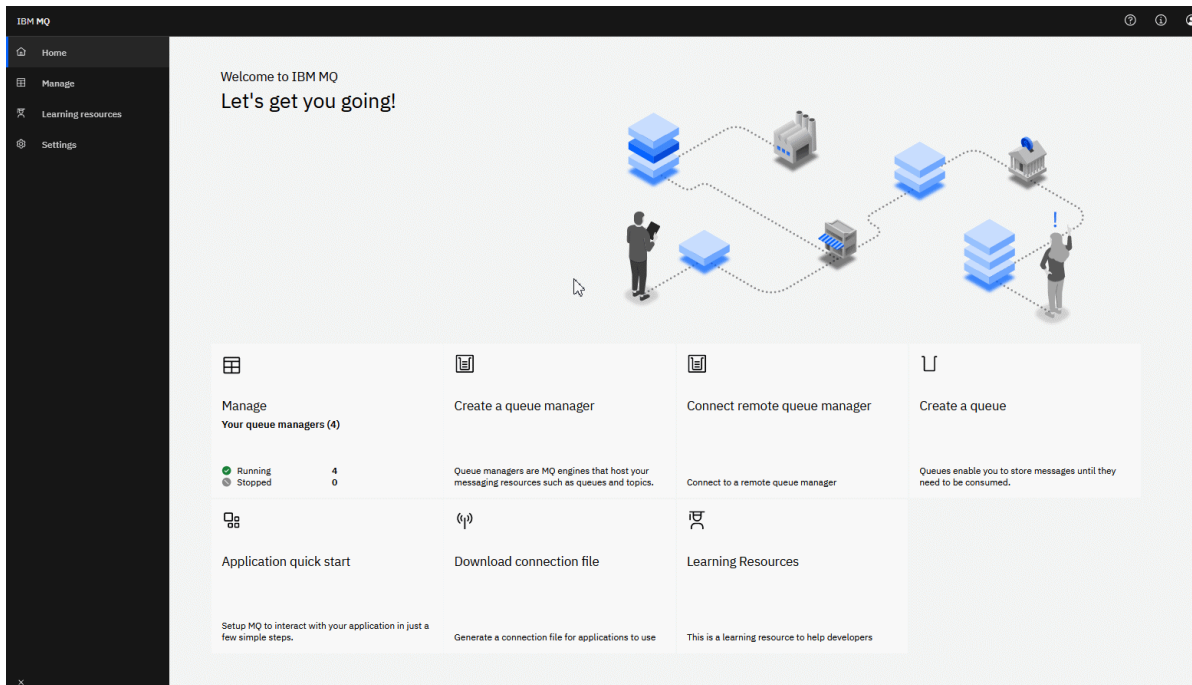 IBM MQ
Home
Manage
Learning resources
Settings
Welcome to IBM MQ
Let's get you going!
Manage
Your queue managers (4)
Running 4
Stopped 0
Create a queue manager
Queue managers are MQ engines that host your
messaging resources such as queues and topics.
Connect remote queue manager
Connect to a remote queue manager
Create a queue
Queues enable you to store messages until they
need to be consumed.
Application quick start
Setup MQ to interact with your application in just a
few simple steps.
Download connection file
Generate a connection file for applications to use
Learning Resources
This is a learning resource to help developers